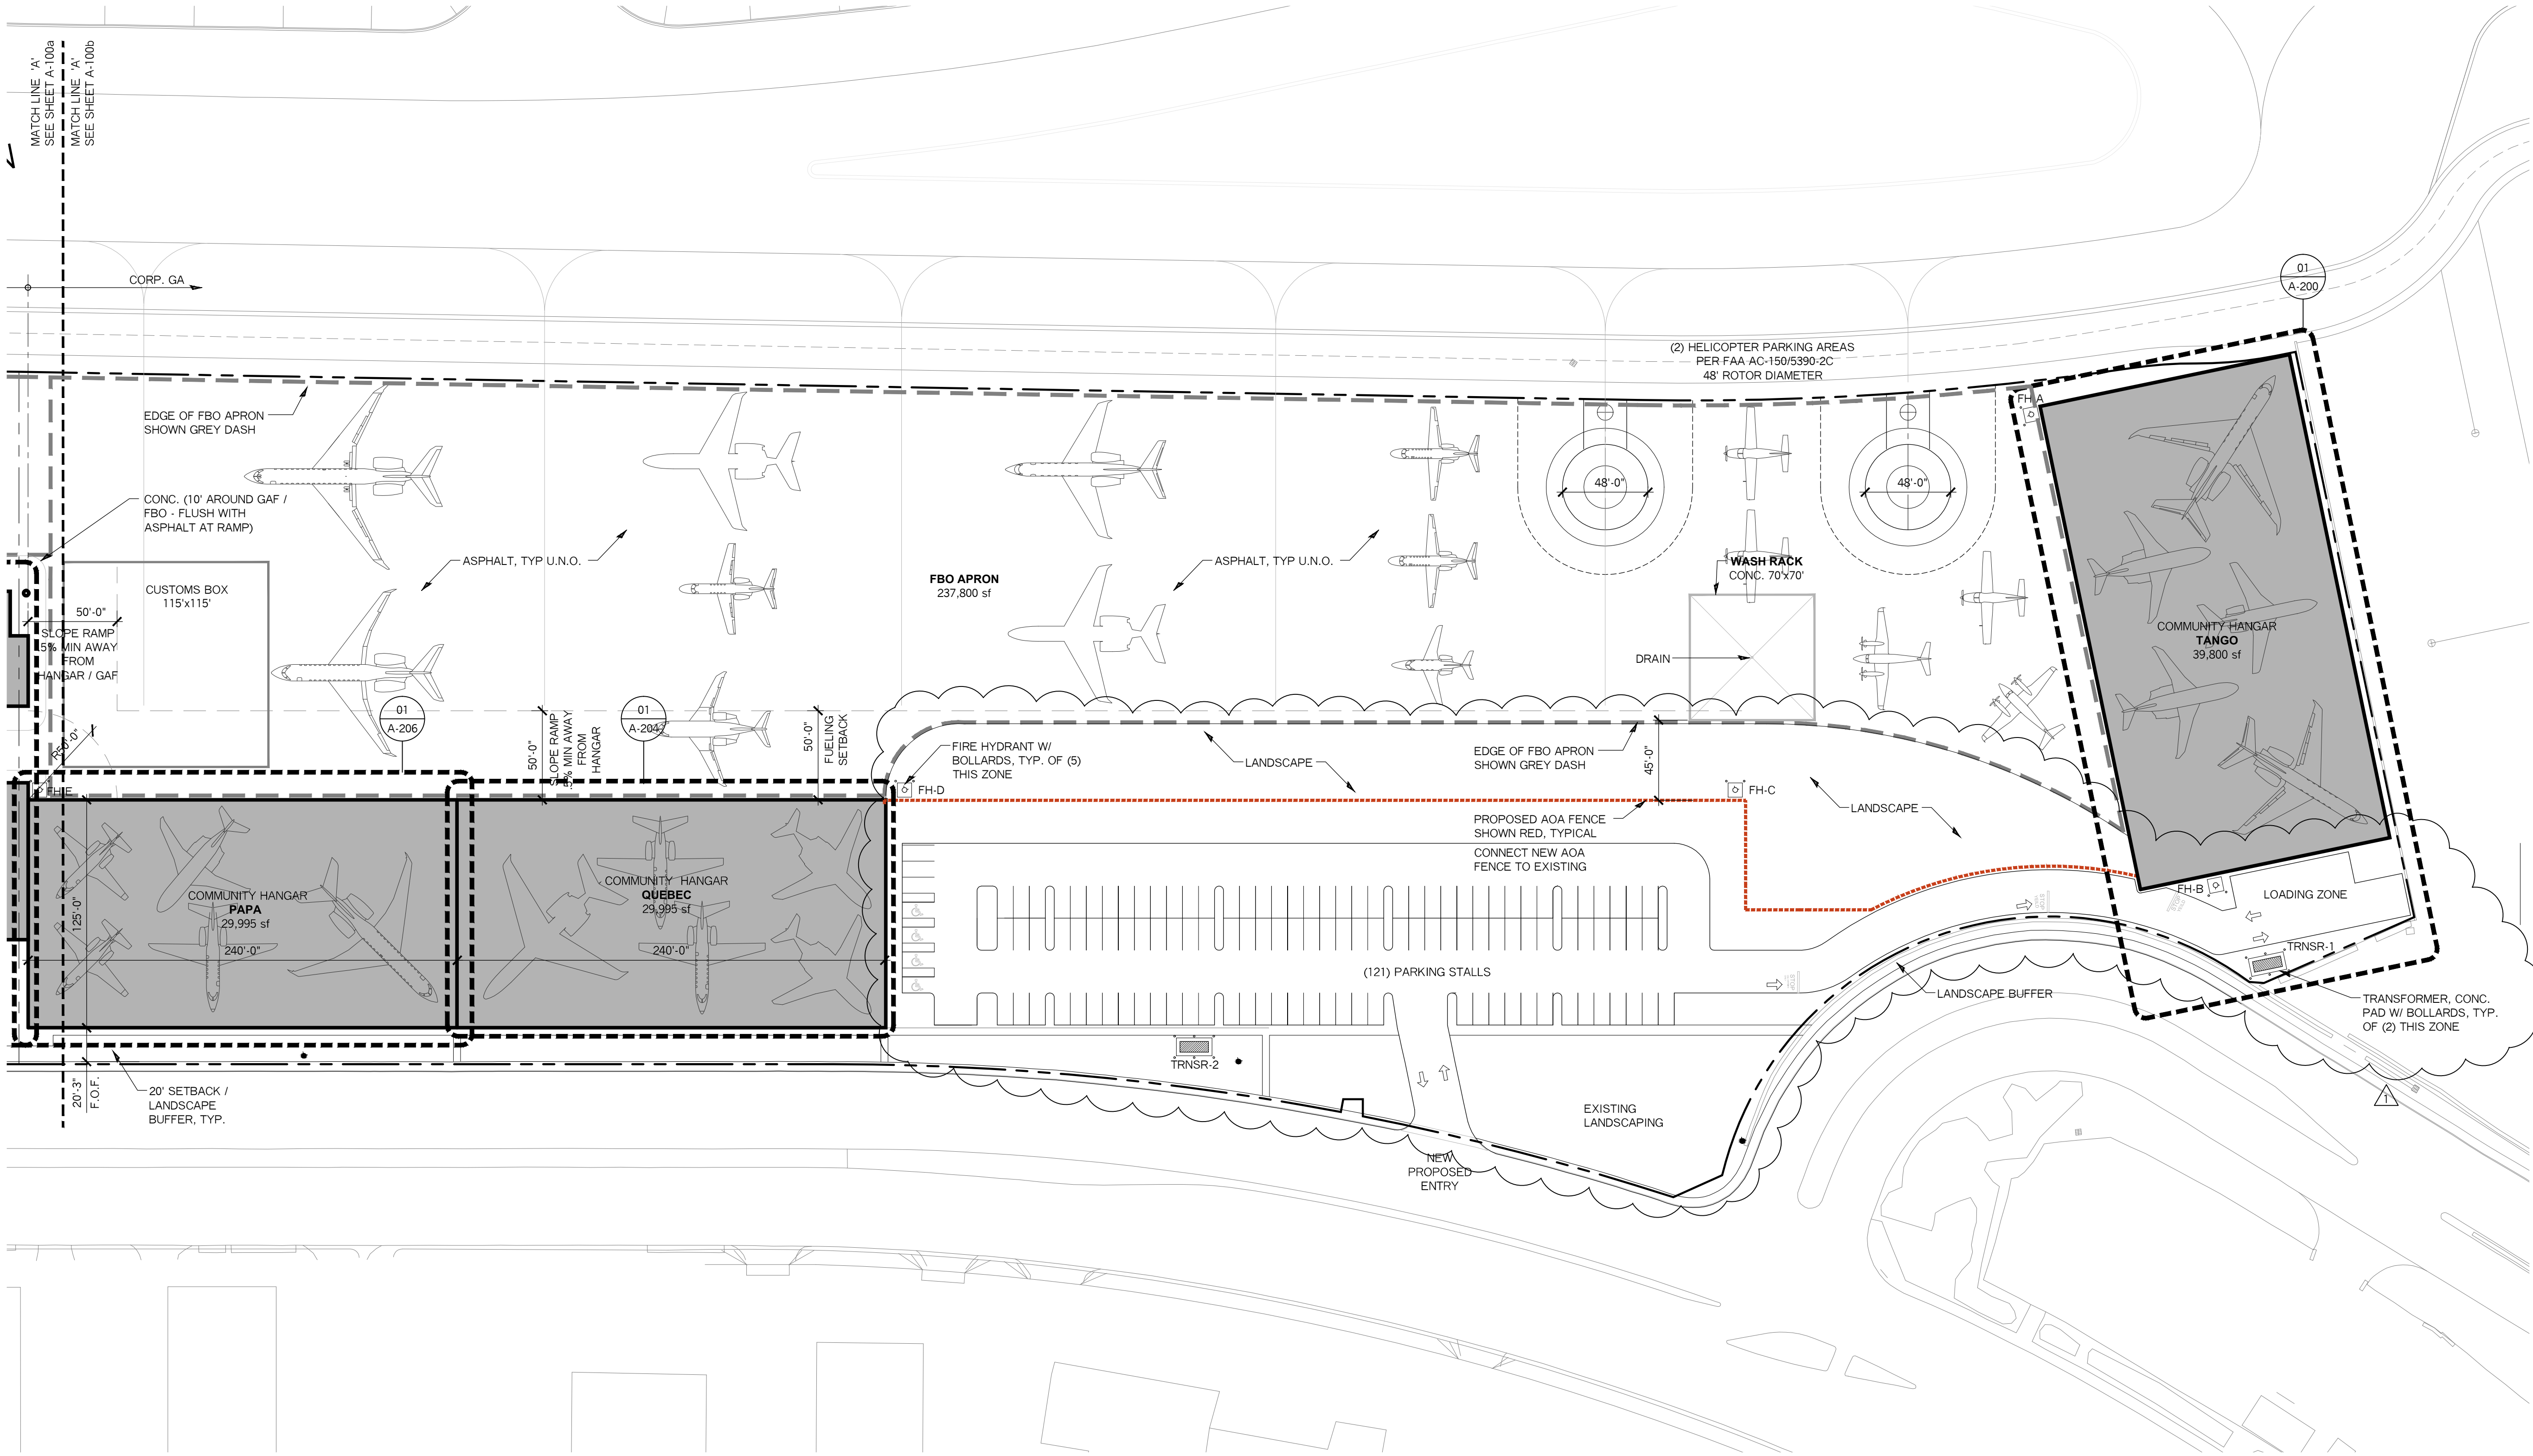 MATCH LINE 'A'
SEE SHEET A-100a
MATCH LINE 'A'
SEE SHEET A-100b
CORP. GA
01
A-200
(2) HELICOPTER PARKING AREAS
PER FAA AC-150/5390-2C
48' ROTOR DIAMETER
EDGE OF FBO APRON
SHOWN GREY DASH
FH-A
CONC. (10' AROUND GAF /
FBO - FLUSH WITH
ASPHALT AT RAMP)
48'-0"
48'-0"
ASPHALT, TYP U.N.O.
ASPHALT, TYP U.N.O.
WASH RACK
CONC. 70'x70'
FBO APRON
237,800 sf
CUSTOMS BOX
115'x115'
50'-0"
SLOPE RAMP
.5% MIN AWAY
FROM
HANGAR / GAF
COMMUNITY HANGAR
TANGO
39,800 sf
DRAIN
R50'-0"
01
A-206
01
A-204
50'-0"
SLOPE RAMP
.5% MIN AWAY
FROM
HANGAR
50'-0"
FUELING
SETBACK
FIRE HYDRANT W/
BOLLARDS, TYP. OF (5)
THIS ZONE
LANDSCAPE
EDGE OF FBO APRON
SHOWN GREY DASH
45'-0"
FH-E
FH-D
FH-C
LANDSCAPE
PROPOSED AOA FENCE
SHOWN RED, TYPICAL
CONNECT NEW AOA
FENCE TO EXISTING
COMMUNITY HANGAR
PAPA
29,995 sf
240'-0"
125'-0"
COMMUNITY HANGAR
QUEBEC
29,995 sf
240'-0"
FH-B
LOADING ZONE
STOP
STOP
TRNSR-1
(121) PARKING STALLS
STOP
LANDSCAPE BUFFER
TRANSFORMER, CONC.
PAD W/ BOLLARDS, TYP.
OF (2) THIS ZONE
TRNSR-2
20'-3"
F.O.F.
20' SETBACK /
LANDSCAPE
BUFFER, TYP.
1
EXISTING
LANDSCAPING
NEW
PROPOSED
ENTRY